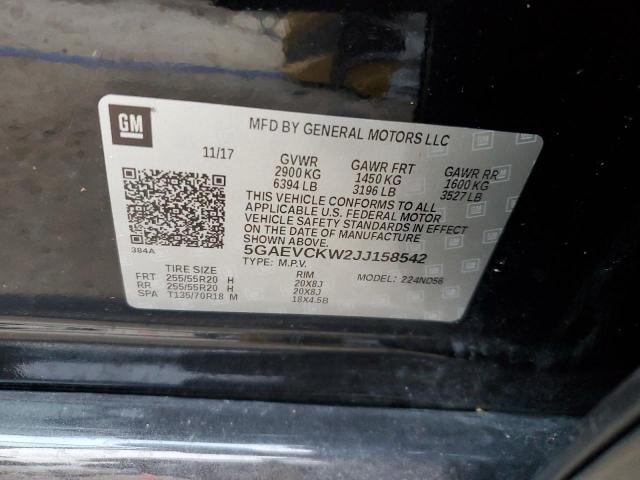 GM
MFD BY GENERAL MOTORS LLC
11/17
GVWR GAWR FRT GAWR RR
2900 KG 1450 KG 1600 KG
6394 LB 3196 LB 3527 LB
THIS VEHICLE CONFORMS TO ALL
APPLICABLE U.S. FEDERAL MOTOR
VEHICLE SAFETY STANDARDS IN EFFECT
ON THE DATE OF MANUFACTURE
SHOWN ABOVE.
384A
5GAEVCKW2JJ158542
TYPE: M.P.V. MODEL: 224ND56
TIRE SIZE RIM
FRT 255/55R20 H 20X8J
RR 255/55R20 H 20X8J
SPA T135/70R18 M 18X4.5B